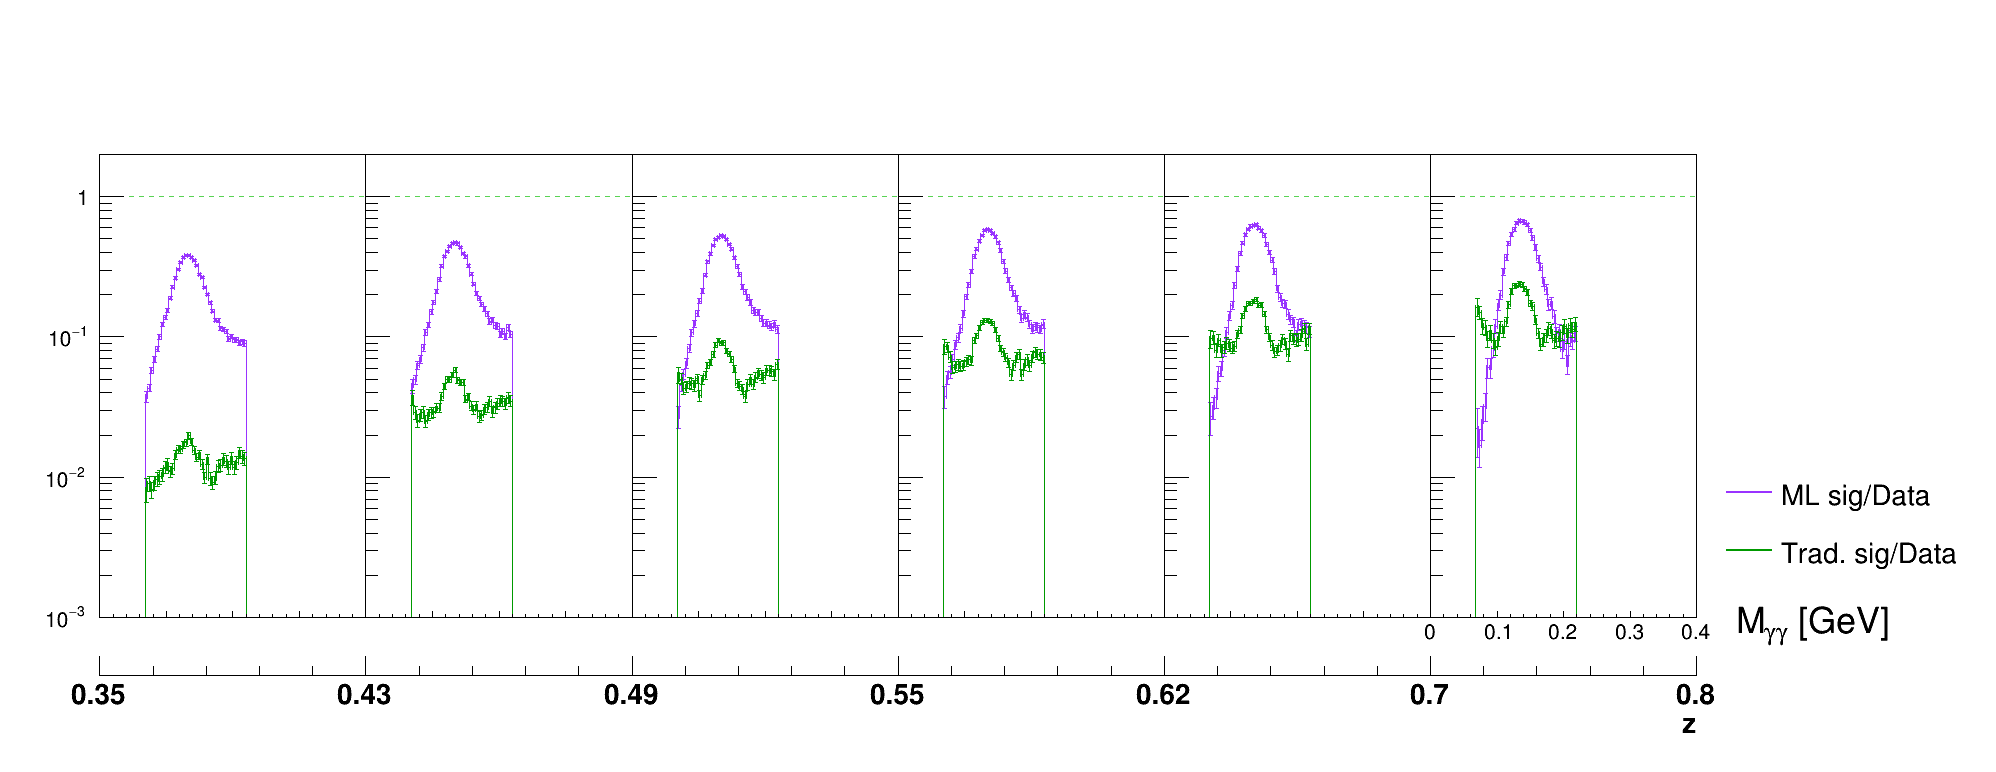 1
10⁻¹
10⁻²
10⁻³
ML sig/Data
Trad. sig/Data
0 0.1 0.2 0.3 0.4
Mγγ [GeV]
0.35 0.43 0.49 0.55 0.62 0.7 0.8
z